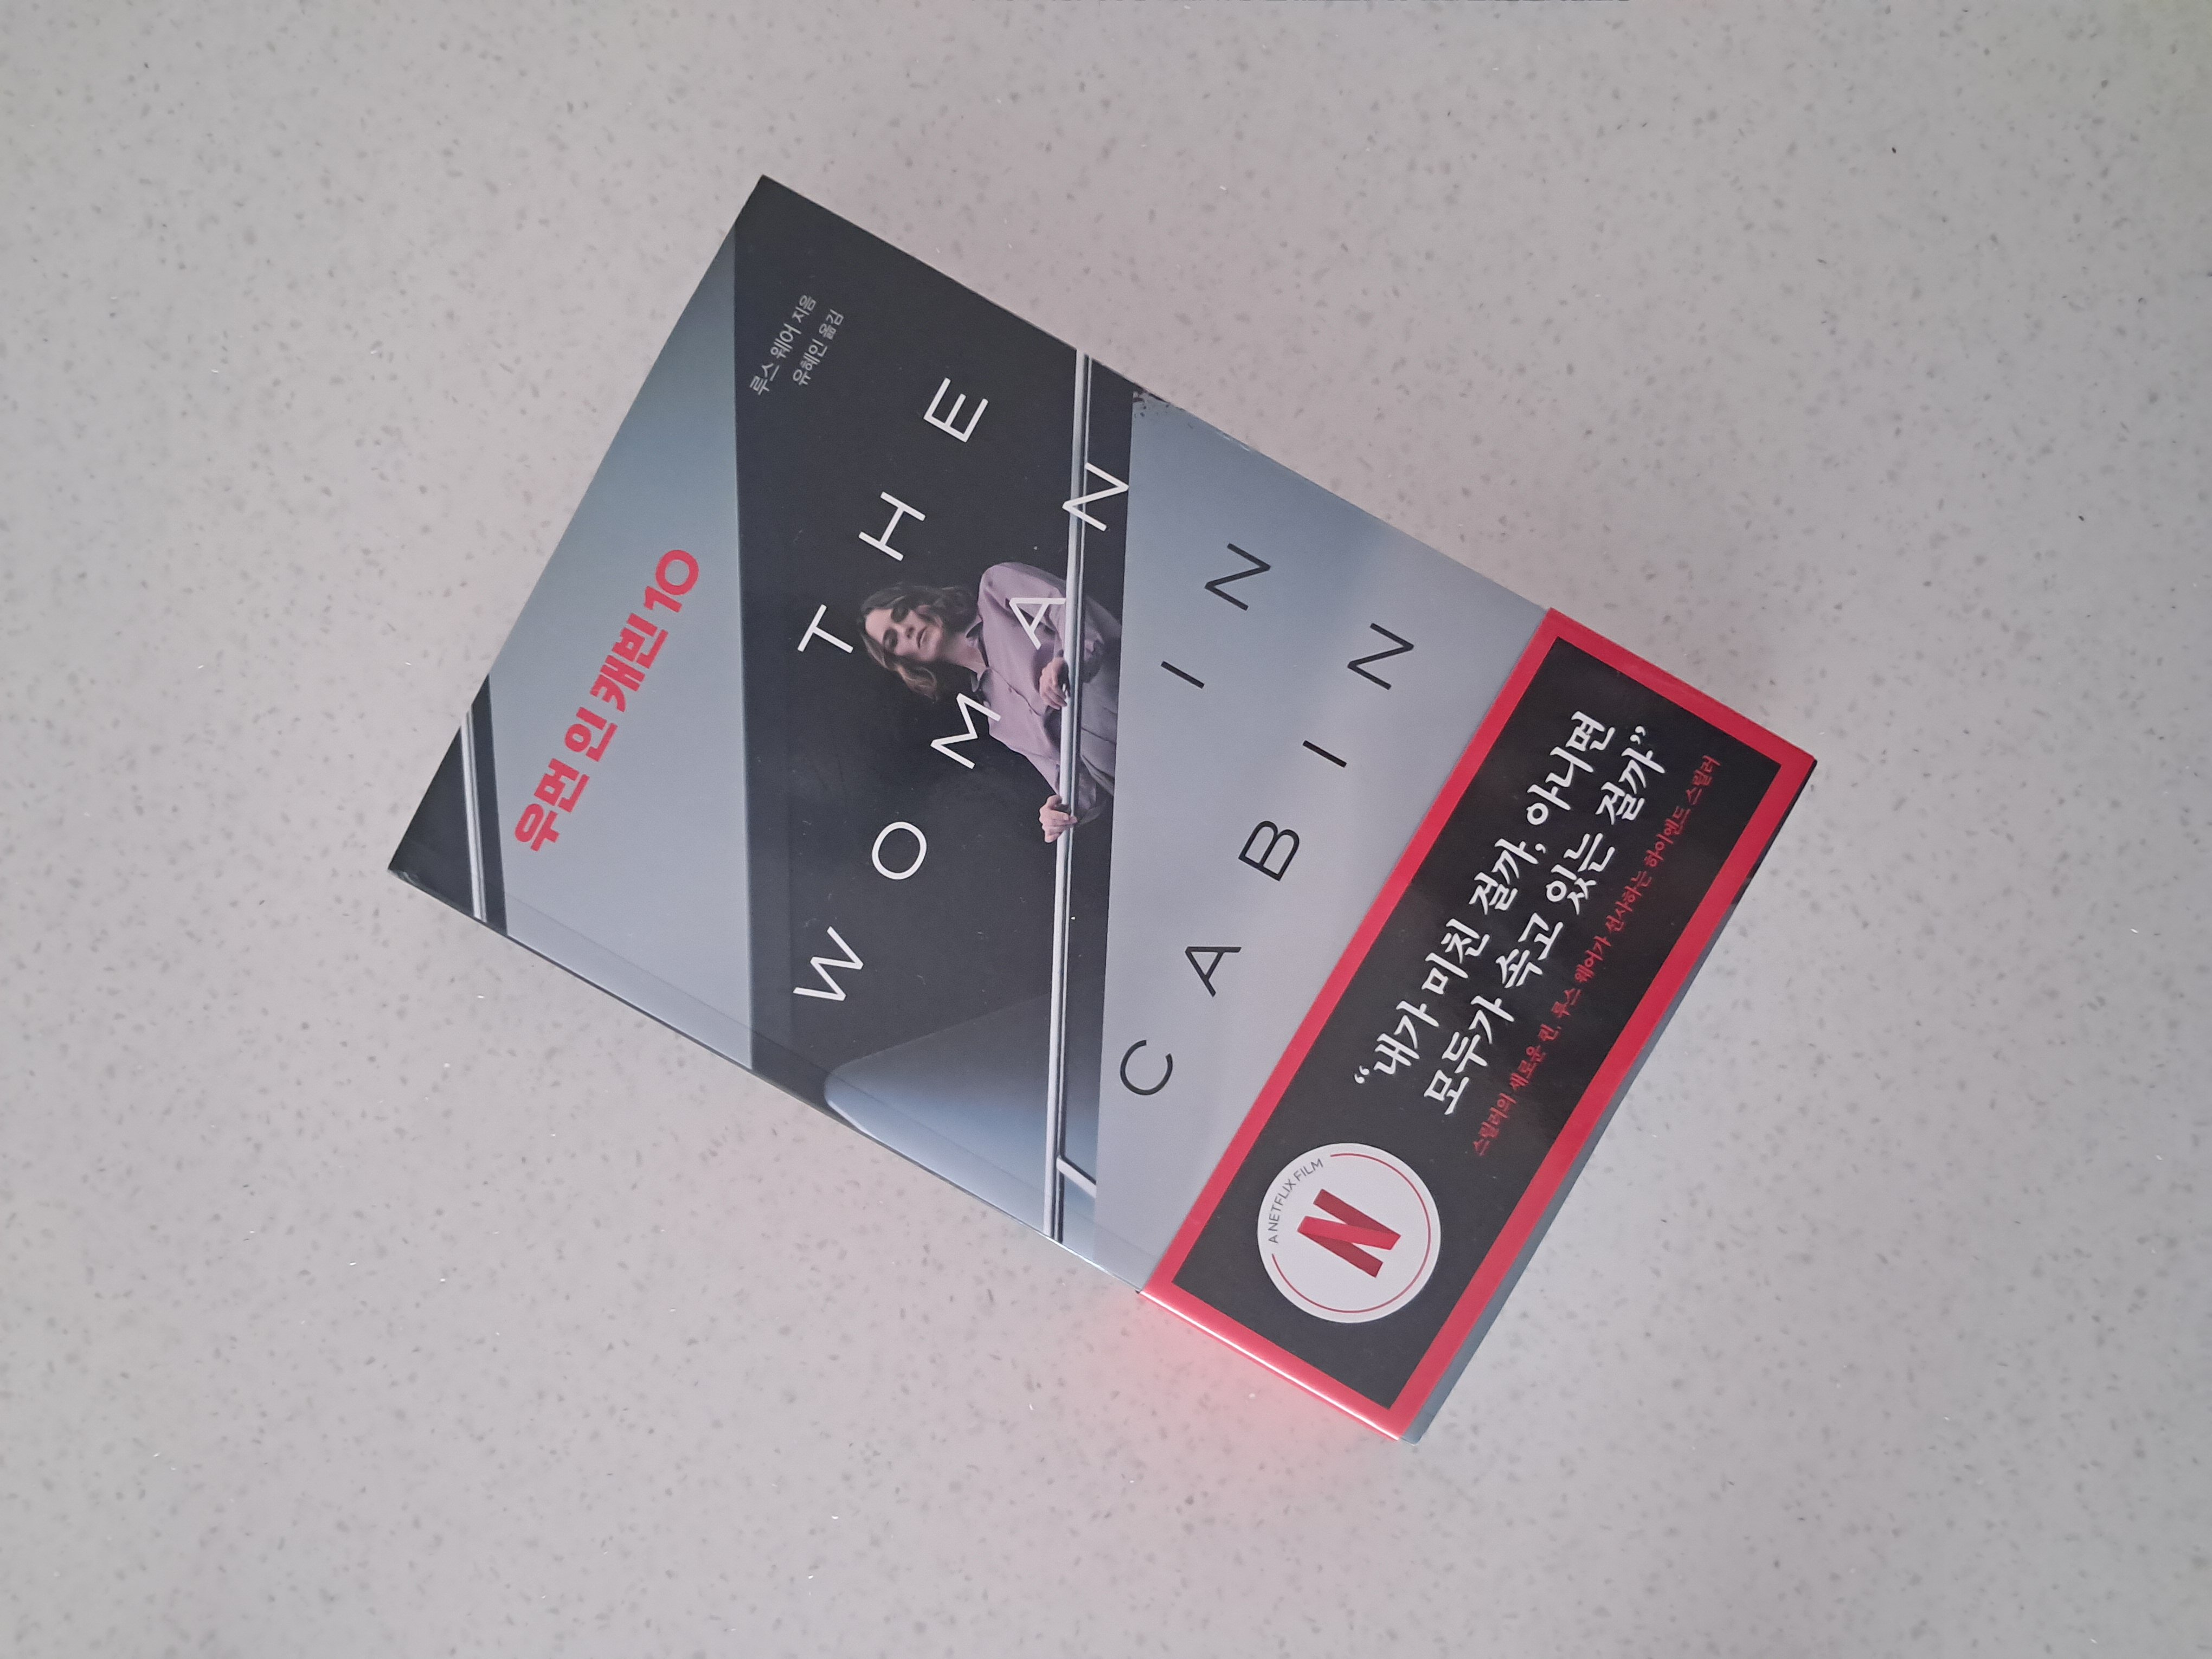 우먼 인 캐빈 10
루스 웨어 지음
유혜인 옮김
THE
WOMAN
IN
CABIN
“내가 미친 걸까, 아니면
모두가 속고 있는 걸까”
스릴러의 새로운 퀸, 루스 웨어가 선사하는 하이엔드 스릴러
A NETFLIX FILM
N